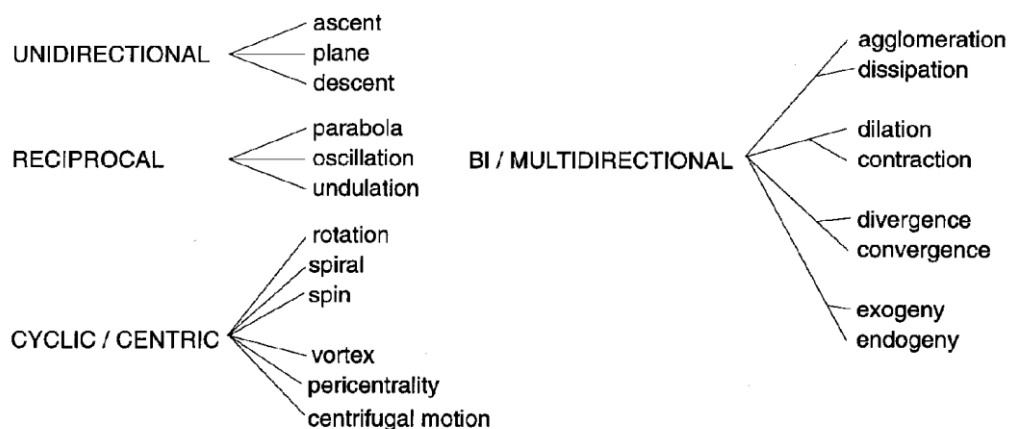 UNIDIRECTIONAL
ascent
plane
descent
RECIPROCAL
parabola
oscillation
undulation
CYCLIC / CENTRIC
rotation
spiral
spin
vortex
pericentrality
centrifugal motion
BI / MULTIDIRECTIONAL
agglomeration
dissipation
dilation
contraction
divergence
convergence
exogeny
endogeny